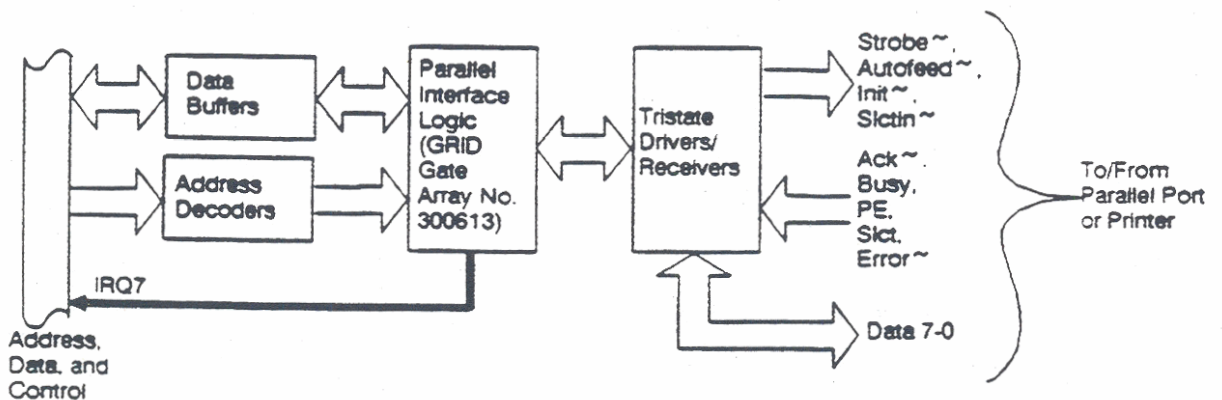 Data
Buffers
Address
Decoders
Parallel
Interface
Logic
(GRID
Gate
Array No.
300613)
IRQ7
Address,
Data, and
Control
Tristate
Drivers/
Receivers
Strobe~,
Autofeed~,
Init~,
Slctin~
Ack~,
Busy,
PE,
Slct,
Error~
Data 7-0
To/From
Parallel Port
or Printer